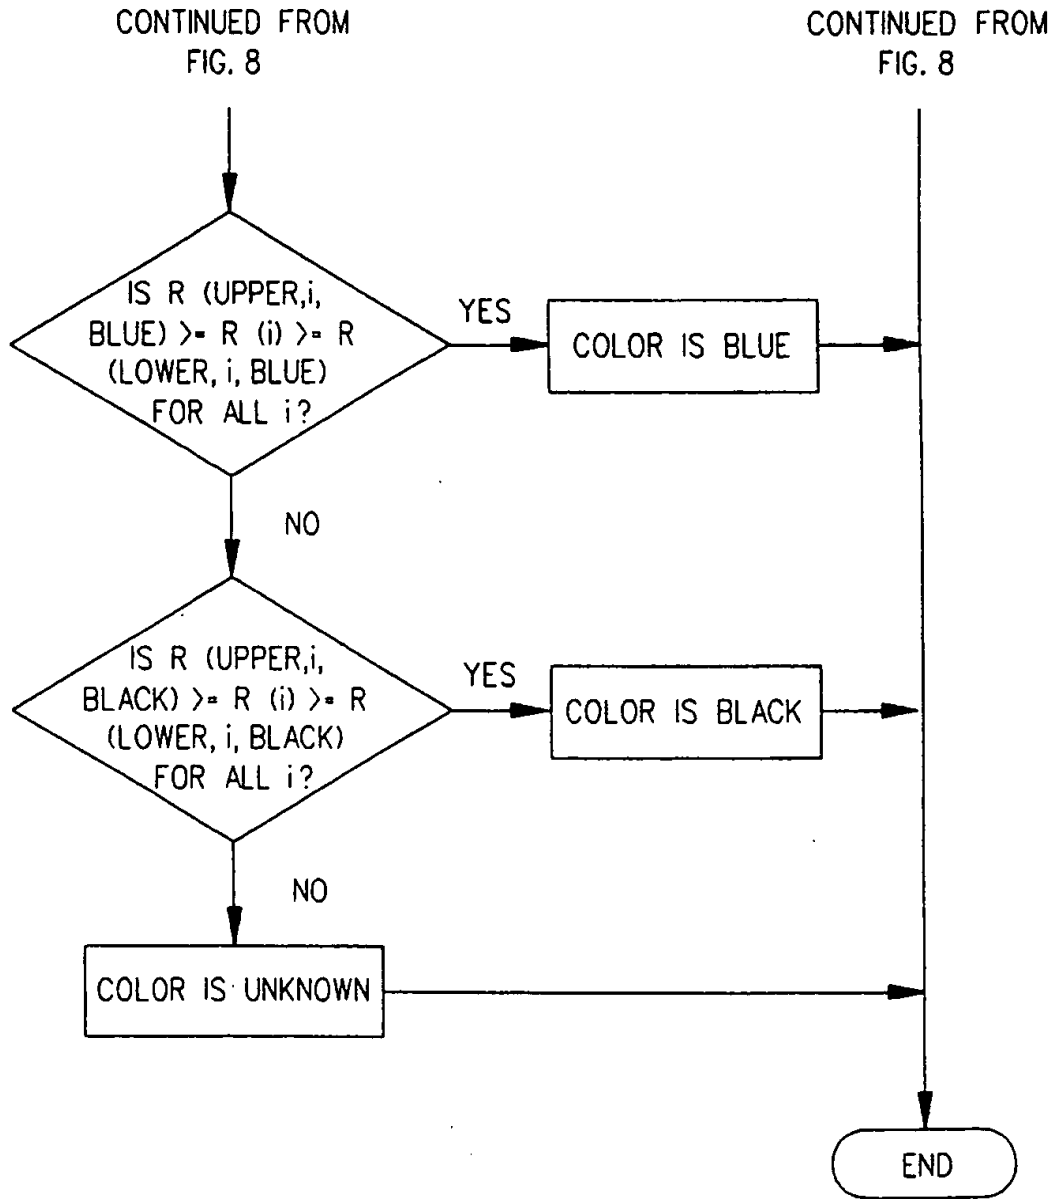 CONTINUED FROM
FIG. 8
CONTINUED FROM
FIG. 8
IS R (UPPER,i,
BLUE) >= R (i) >= R
(LOWER, i, BLUE)
FOR ALL i?
YES
COLOR IS BLUE
NO
IS R (UPPER,i,
BLACK) >= R (i) >= R
(LOWER, i, BLACK)
FOR ALL i?
YES
COLOR IS BLACK
NO
COLOR IS UNKNOWN
END